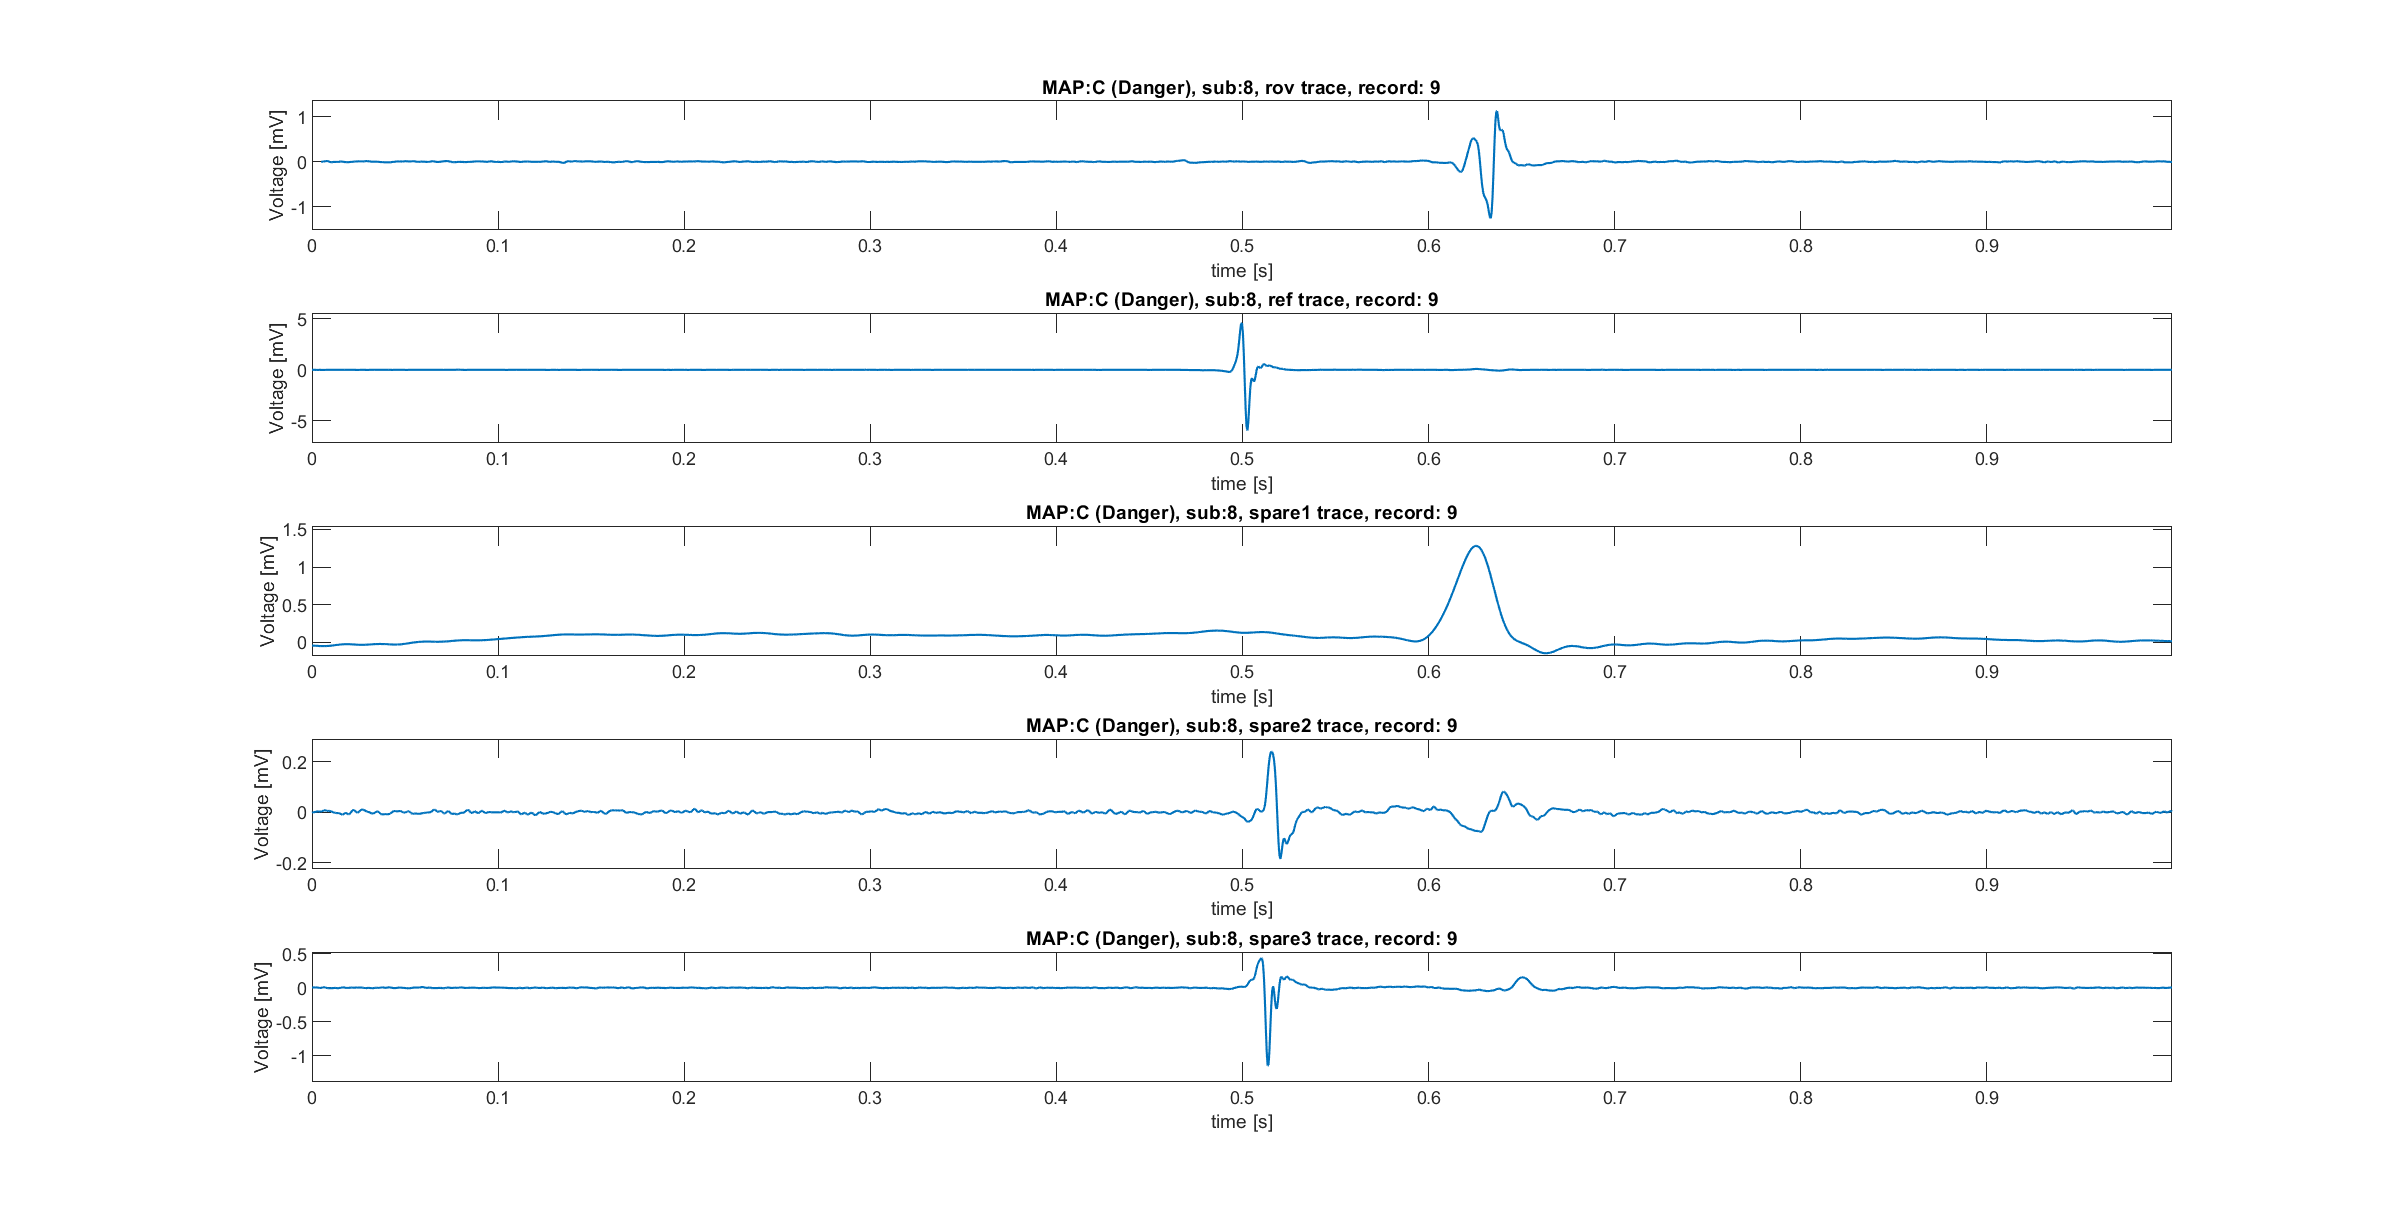 MAP:C (Danger), sub:8, rov trace, record: 9
Voltage [mV]
1
0
-1
0 0.1 0.2 0.3 0.4 0.5 0.6 0.7 0.8 0.9
time [s]
MAP:C (Danger), sub:8, ref trace, record: 9
Voltage [mV]
5
0
-5
0 0.1 0.2 0.3 0.4 0.5 0.6 0.7 0.8 0.9
time [s]
MAP:C (Danger), sub:8, spare1 trace, record: 9
Voltage [mV]
1.5
1
0.5
0
0 0.1 0.2 0.3 0.4 0.5 0.6 0.7 0.8 0.9
time [s]
MAP:C (Danger), sub:8, spare2 trace, record: 9
Voltage [mV]
0.2
0
-0.2
0 0.1 0.2 0.3 0.4 0.5 0.6 0.7 0.8 0.9
time [s]
MAP:C (Danger), sub:8, spare3 trace, record: 9
Voltage [mV]
0.5
0
-0.5
-1
0 0.1 0.2 0.3 0.4 0.5 0.6 0.7 0.8 0.9
time [s]